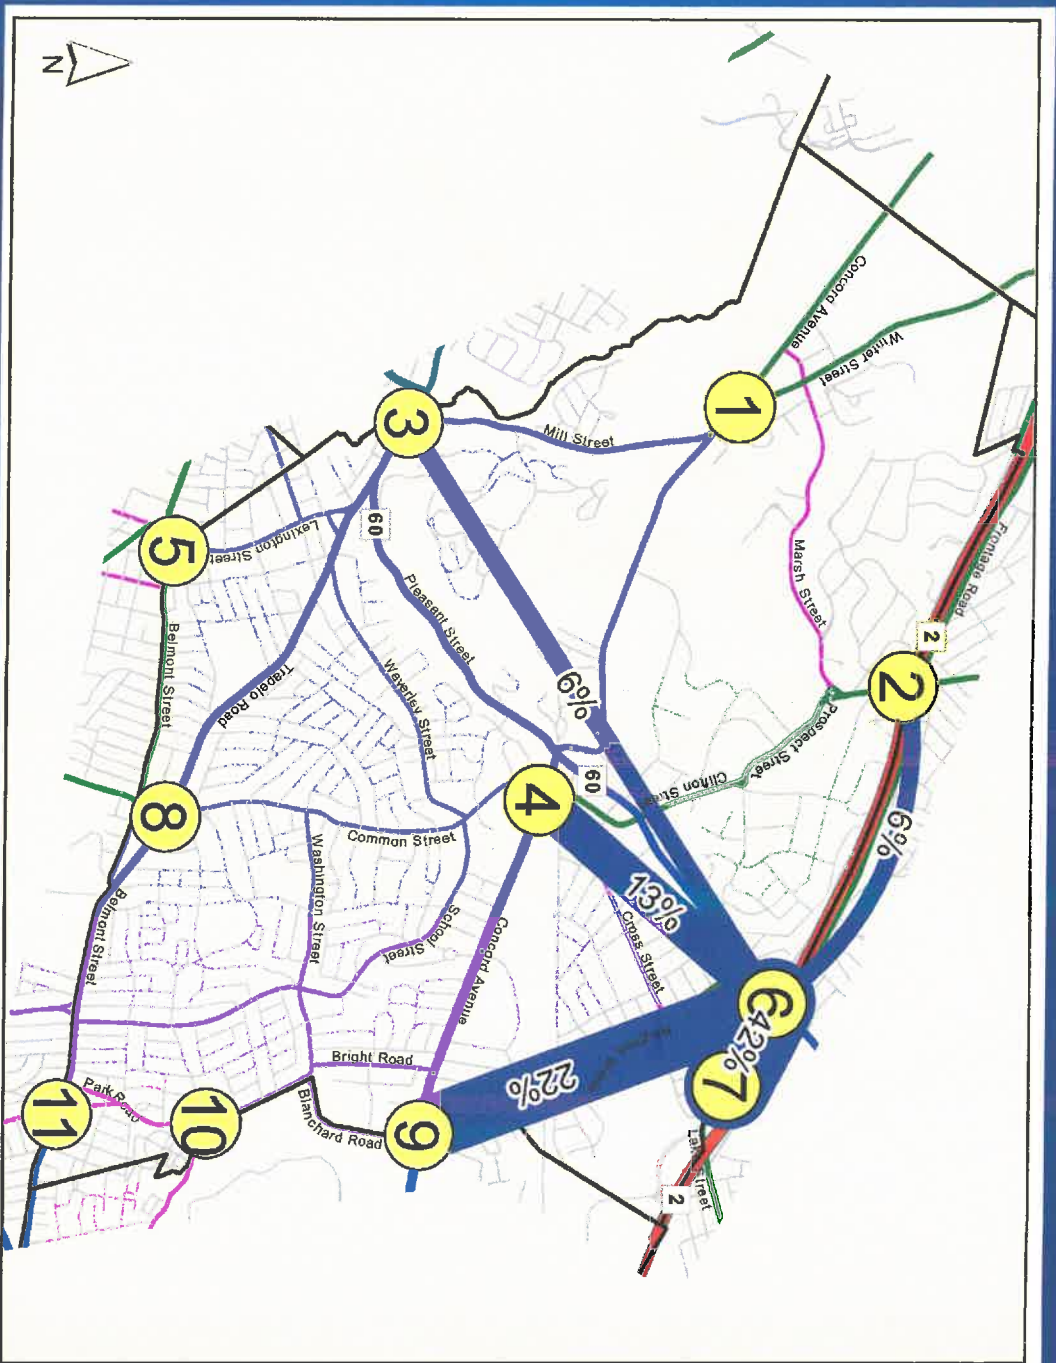 N
Concord Avenue
Winter Street
1
Mill Street
3
Marsh Street
Frontage Road
2
2
60
Lexington Street
5
Pleasant Street
Belmont Street
Trapelo Road
Waverley Street
6%
Prospect Street
Clifton Street
60
4
8
6%
Common Street
Washington Street
13%
Cross Street
Belmont Street
School Street
Concord Avenue
6
42%
7
Bright Road
22%
Park Road
11
10
Blanchard Road
9
Lake Street
2